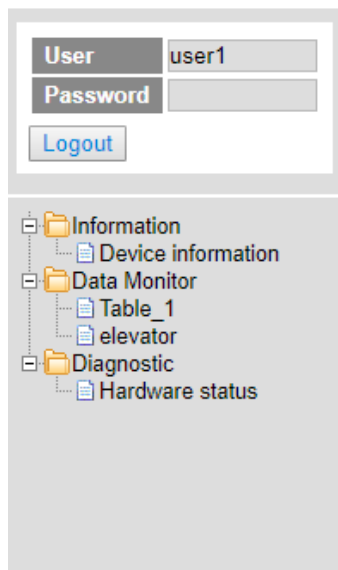 User user1
Password
Logout
Information
Device information
Data Monitor
Table_1
elevator
Diagnostic
Hardware status